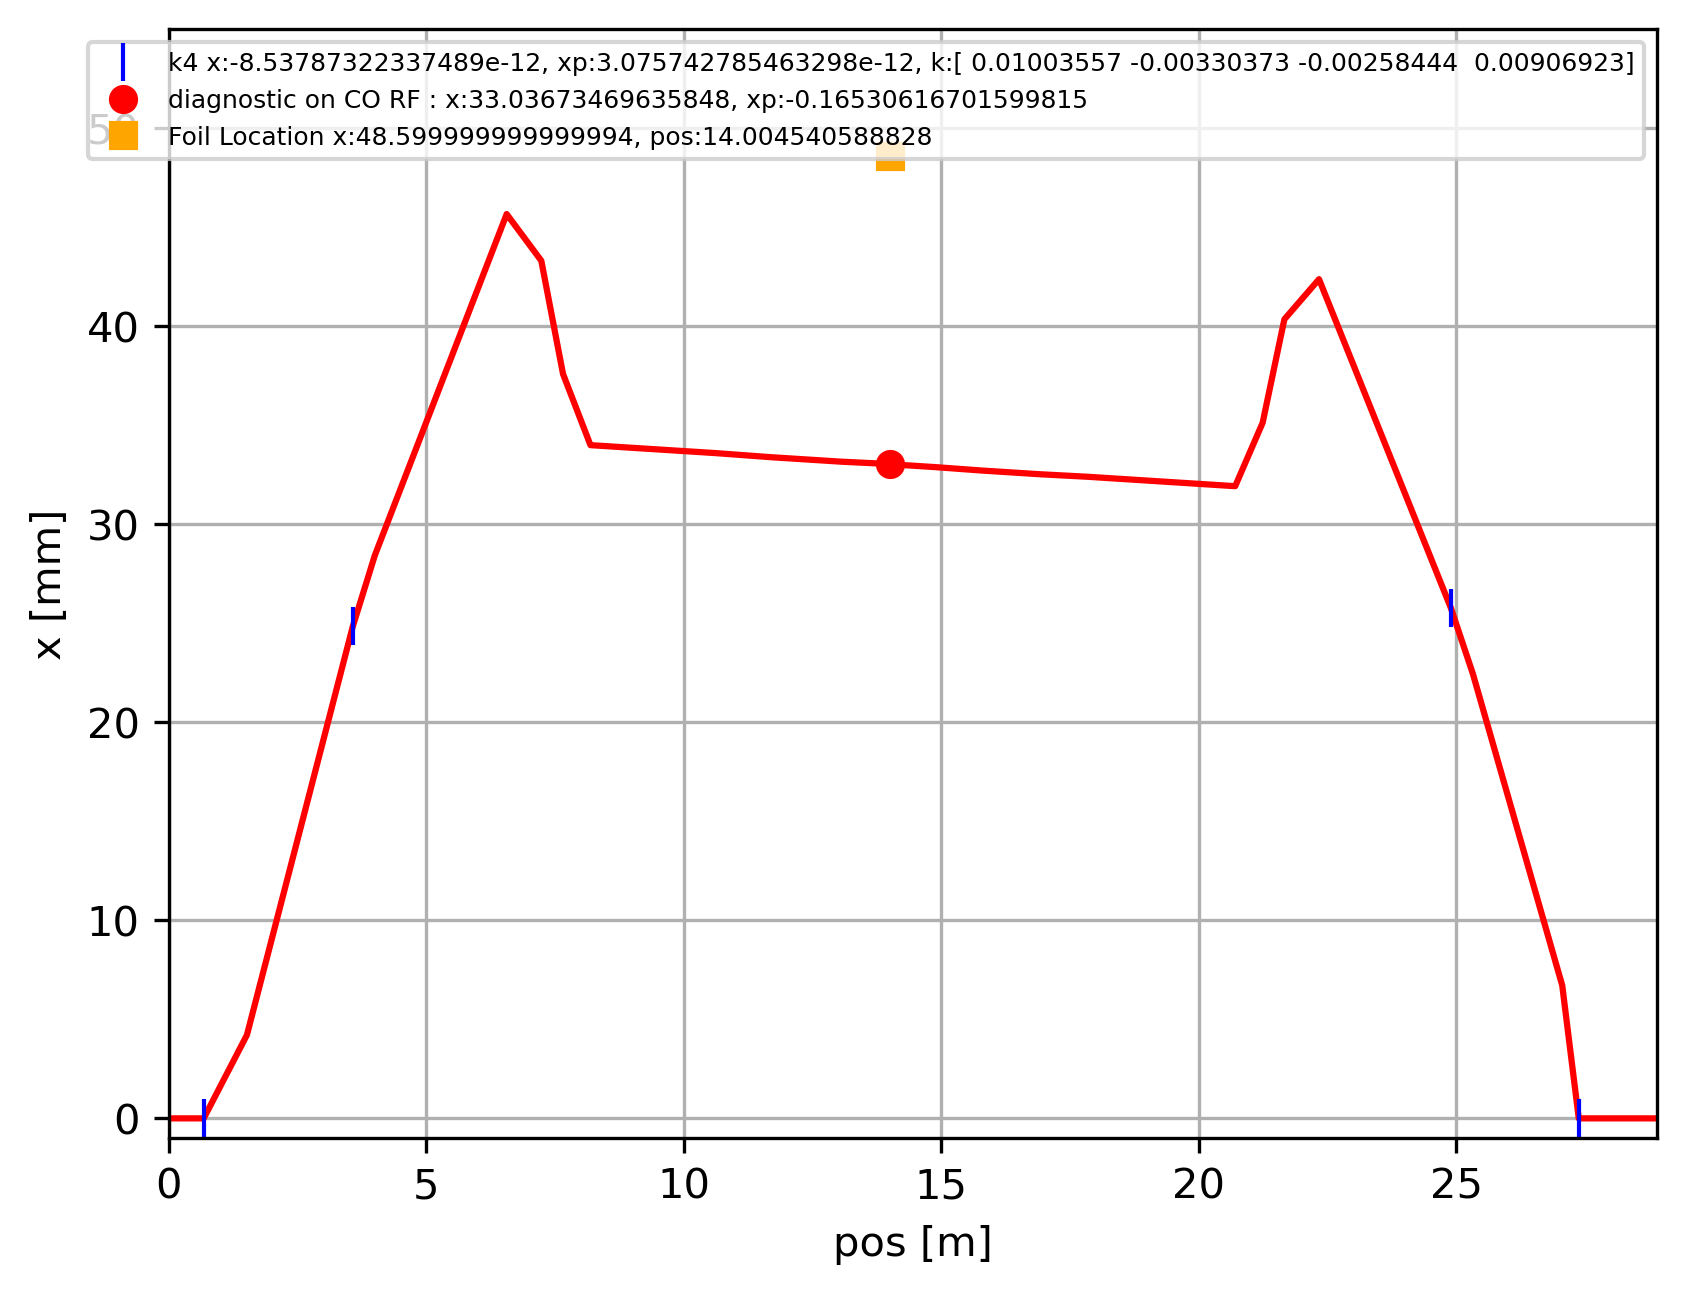 k4 x:-8.53787322337489e-12, xp:3.075742785463298e-12, k:[ 0.01003557 -0.00330373 -0.00258444  0.00906923]
diagnostic on CO RF : x:33.03673469635848, xp:-0.16530616701599815
Foil Location x:48.599999999999994, pos:14.004540588828
50
40
30
20
10
0
x [mm]
0 5 10 15 20 25
pos [m]